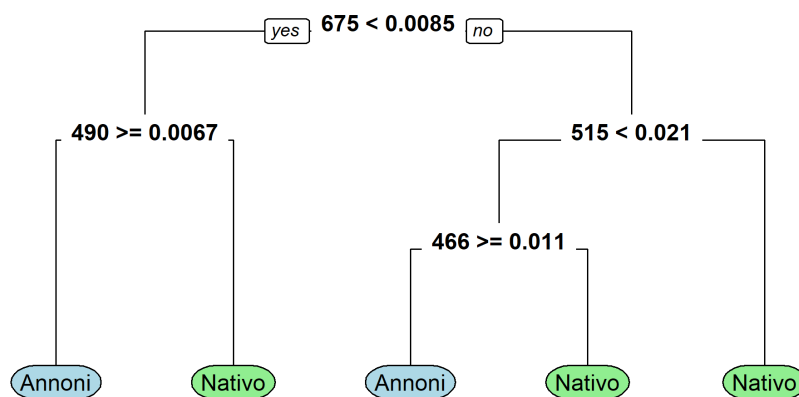 yes 675 < 0.0085 no
490 >= 0.0067
515 < 0.021
466 >= 0.011
Annoni
Nativo
Annoni
Nativo
Nativo